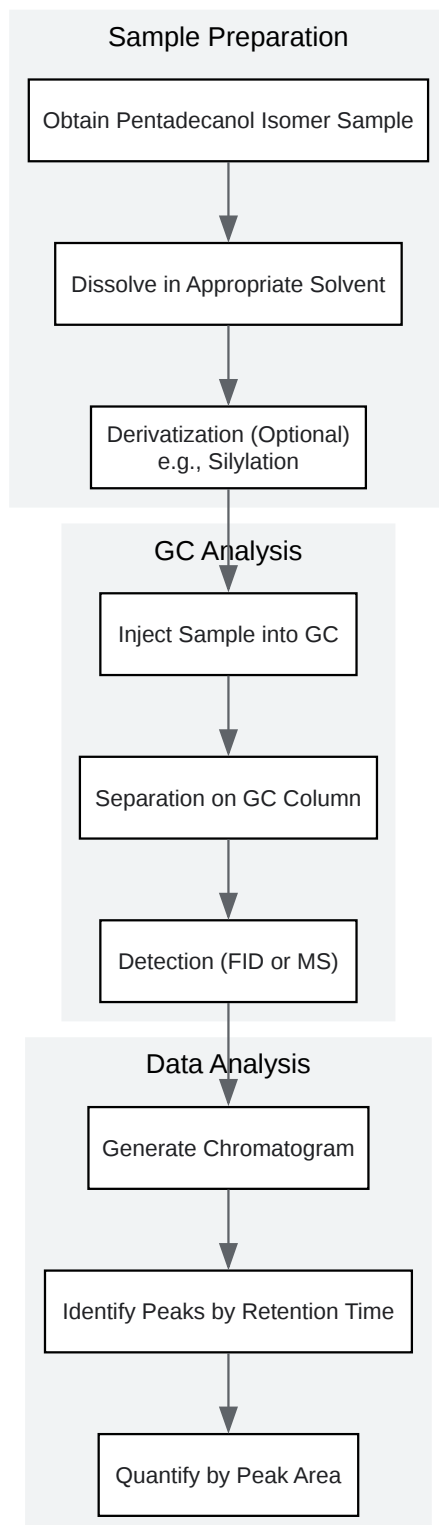 Sample Preparation
Obtain Pentadecanol Isomer Sample
Dissolve in Appropriate Solvent
Derivatization (Optional)
e.g., Silylation
GC Analysis
Inject Sample into GC
Separation on GC Column
Detection (FID or MS)
Data Analysis
Generate Chromatogram
Identify Peaks by Retention Time
Quantify by Peak Area